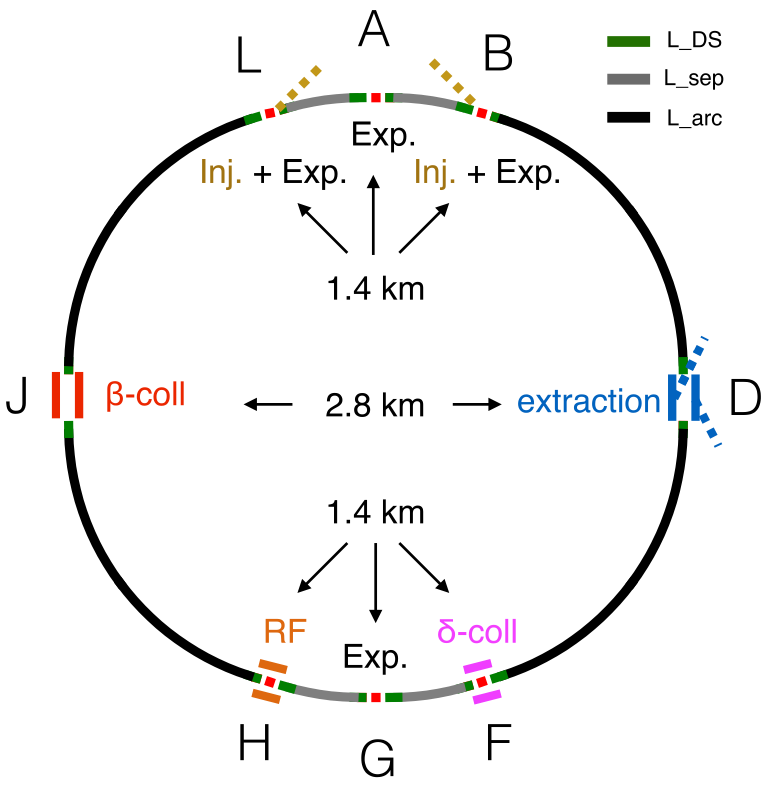 A
L
B
L_DS
L_sep
L_arc
Exp.
Inj. + Exp.
Inj. + Exp.
1.4 km
J
β-coll
2.8 km
extraction
D
1.4 km
RF
δ-coll
Exp.
H
G
F